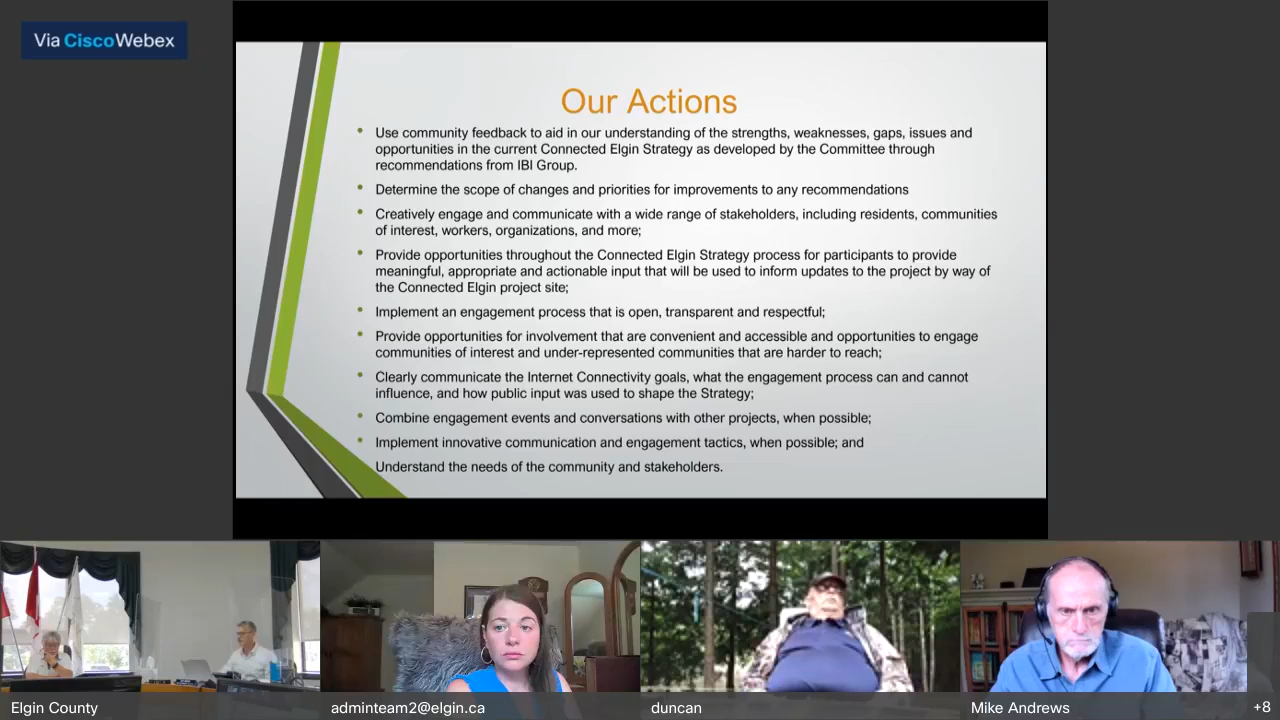 Via CiscoWebex
Our Actions
Use community feedback to aid in our understanding of the strengths, weaknesses, gaps, issues and
opportunities in the current Connected Elgin Strategy as developed by the Committee through
recommendations from IBI Group.
Determine the scope of changes and priorities for improvements to any recommendations
Creatively engage and communicate with a wide range of stakeholders, including residents, communities
of interest, workers, organizations, and more;
Provide opportunities throughout the Connected Elgin Strategy process for participants to provide
meaningful, appropriate and actionable input that will be used to inform updates to the project by way of
the Connected Elgin project site;
Implement an engagement process that is open, transparent and respectful;
Provide opportunities for involvement that are convenient and accessible and opportunities to engage
communities of interest and under-represented communities that are harder to reach;
Clearly communicate the Internet Connectivity goals, what the engagement process can and cannot
influence, and how public input was used to shape the Strategy;
Combine engagement events and conversations with other projects, when possible;
Implement innovative communication and engagement tactics, when possible; and
Understand the needs of the community and stakeholders.
Elgin County
adminteam2@elgin.ca
duncan
Mike Andrews
+8